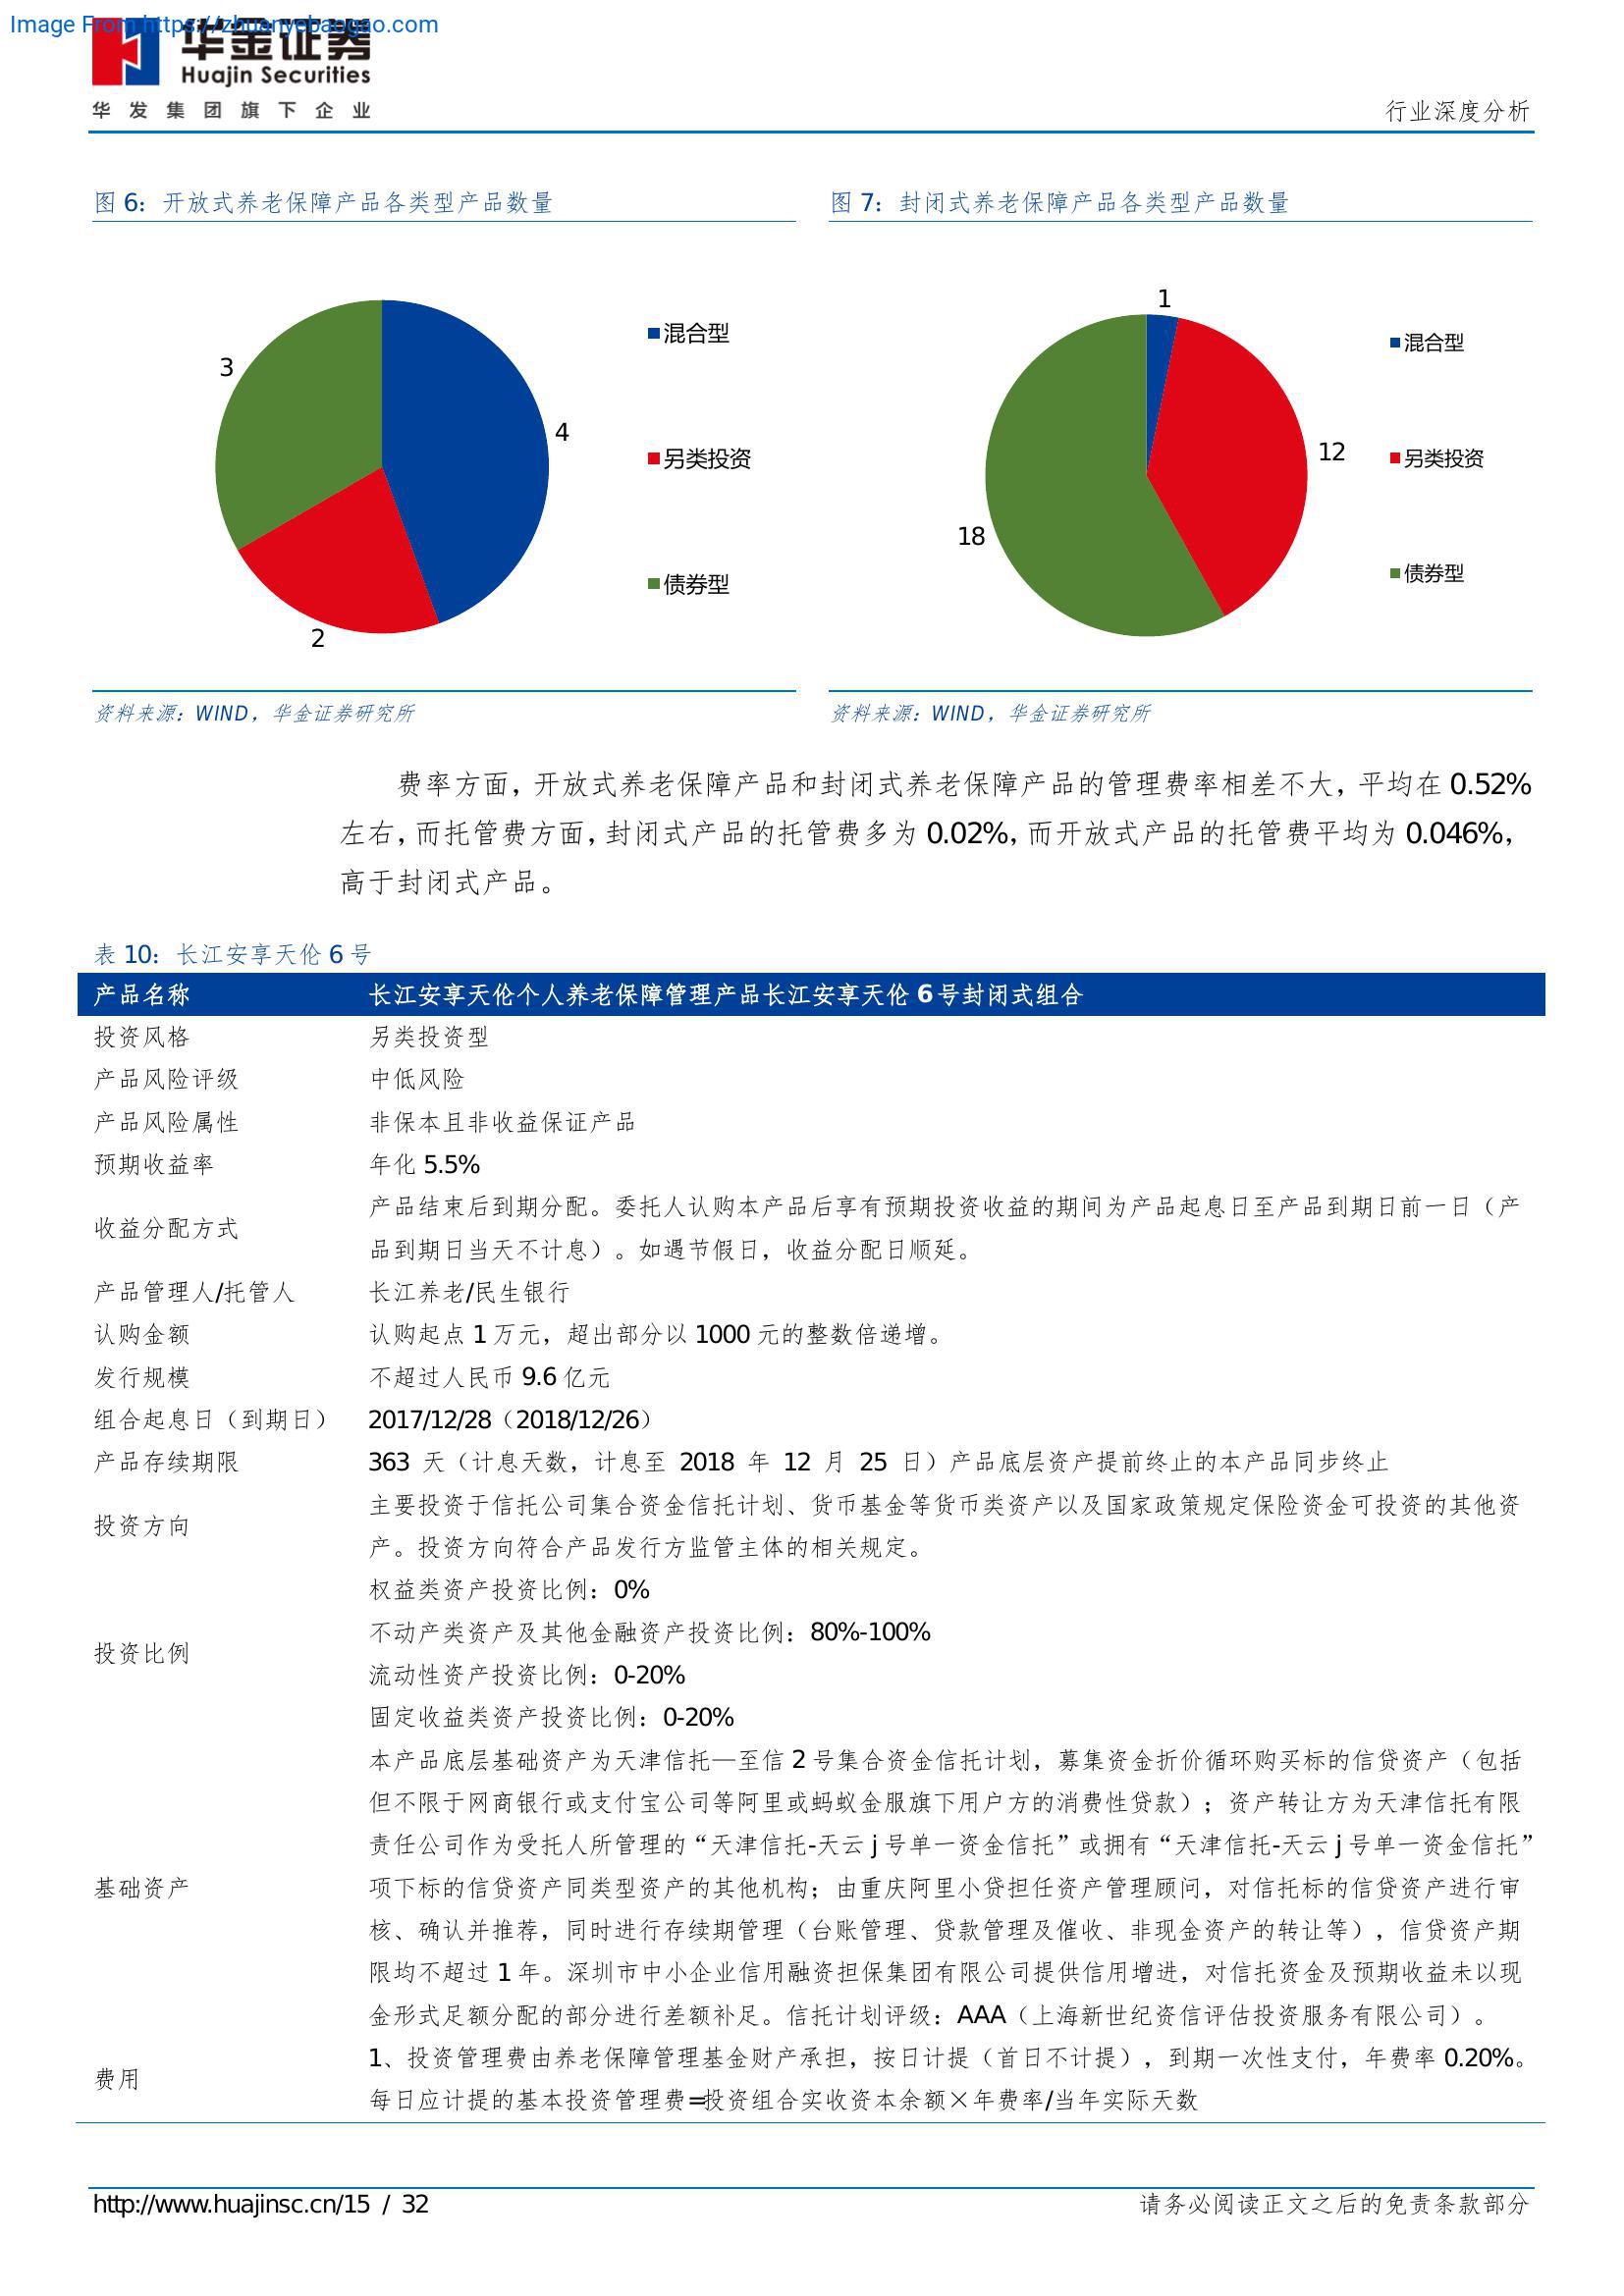 Image From https://zhuanyebaogao.com
华金证券
Huajin Securities
华发集团旗下企业
行业深度分析
图 6：开放式养老保障产品各类型产品数量
图 7：封闭式养老保障产品各类型产品数量
混合型
另类投资
债券型
4
2
3
混合型
另类投资
债券型
1
12
18
资料来源：WIND，华金证券研究所
资料来源：WIND，华金证券研究所
费率方面，开放式养老保障产品和封闭式养老保障产品的管理费率相差不大，平均在 0.52%
左右，而托管费方面，封闭式产品的托管费多为 0.02%，而开放式产品的托管费平均为 0.046%，
高于封闭式产品。
表 10：长江安享天伦 6 号
产品名称 长江安享天伦个人养老保障管理产品长江安享天伦 6 号封闭式组合
投资风格 另类投资型
产品风险评级 中低风险
产品风险属性 非保本且非收益保证产品
预期收益率 年化 5.5%
收益分配方式 产品结束后到期分配。委托人认购本产品后享有预期投资收益的期间为产品起息日至产品到期日前一日（产
品到期日当天不计息）。如遇节假日，收益分配日顺延。
产品管理人/托管人 长江养老/民生银行
认购金额 认购起点 1 万元，超出部分以 1000 元的整数倍递增。
发行规模 不超过人民币 9.6 亿元
组合起息日（到期日） 2017/12/28（2018/12/26）
产品存续期限 363 天（计息天数，计息至 2018 年 12 月 25 日）产品底层资产提前终止的本产品同步终止
投资方向 主要投资于信托公司集合资金信托计划、货币基金等货币类资产以及国家政策规定保险资金可投资的其他资
产。投资方向符合产品发行方监管主体的相关规定。
投资比例 权益类资产投资比例：0%
不动产类资产及其他金融资产投资比例：80%-100%
流动性资产投资比例：0-20%
固定收益类资产投资比例：0-20%
基础资产 本产品底层基础资产为天津信托—至信 2 号集合资金信托计划，募集资金折价循环购买标的信贷资产（包括
但不限于网商银行或支付宝公司等阿里或蚂蚁金服旗下用户方的消费性贷款）；资产转让方为天津信托有限
责任公司作为受托人所管理的“天津信托-天云 j 号单一资金信托”或拥有“天津信托-天云 j 号单一资金信托”
项下标的信贷资产同类型资产的其他机构；由重庆阿里小贷担任资产管理顾问，对信托标的信贷资产进行审
核、确认并推荐，同时进行存续期管理（台账管理、贷款管理及催收、非现金资产的转让等），信贷资产期
限均不超过 1 年。深圳市中小企业信用融资担保集团有限公司提供信用增进，对信托资金及预期收益未以现
金形式足额分配的部分进行差额补足。信托计划评级：AAA（上海新世纪资信评估投资服务有限公司）。
费用 1、投资管理费由养老保障管理基金财产承担，按日计提（首日不计提），到期一次性支付，年费率 0.20%。
每日应计提的基本投资管理费=投资组合实收资本余额×年费率/当年实际天数
http://www.huajinsc.cn/15 / 32
请务必阅读正文之后的免责条款部分